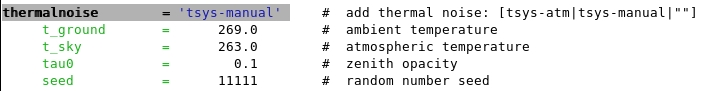 thermalnoise = 'tsys-manual' # add thermal noise: [tsys-atm|tsys-manual|""]
t_ground = 269.0 # ambient temperature
t_sky = 263.0 # atmospheric temperature
tau0 = 0.1 # zenith opacity
seed = 11111 # random number seed